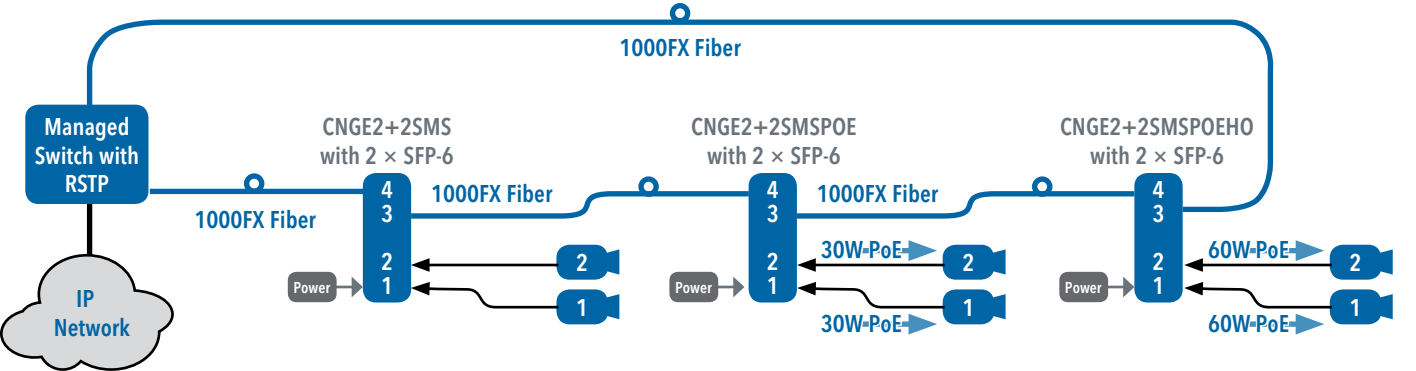 1000FX Fiber
Managed
Switch with
RSTP
IP
Network
1000FX Fiber
CNGE2+2SMS
with 2 × SFP-6
4
3
2
1
Power
2
1
1000FX Fiber
CNGE2+2SMSPOE
with 2 × SFP-6
4
3
2
1
Power
30W PoE
2
30W PoE
1
1000FX Fiber
CNGE2+2SMSPOEHO
with 2 × SFP-6
4
3
2
1
Power
60W PoE
2
60W PoE
1